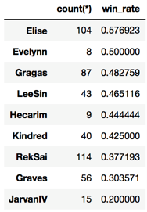 count(*) win_rate
Elise 104 0.576923
Evelynn 8 0.500000
Gragas 87 0.482759
LeeSin 43 0.465116
Hecarim 9 0.444444
Kindred 40 0.425000
RekSai 114 0.377193
Graves 56 0.303571
JarvanIV 15 0.200000